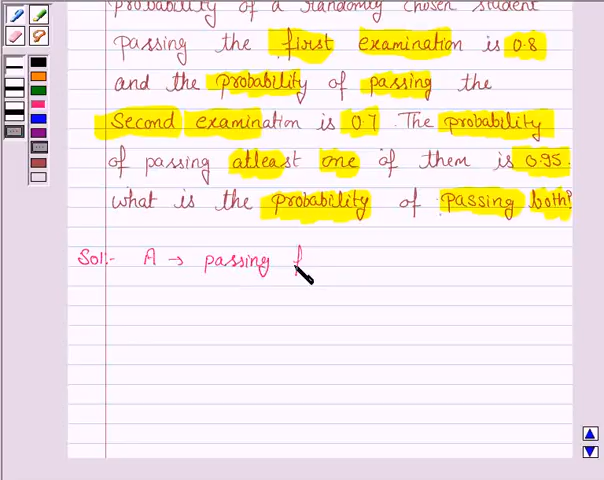 probability of a randomly chosen student
passing the first examination is 0.8
and the probability of passing the
Second examination is 0.7. The probability
of passing atleast one of them is 0.95.
what is the probability of passing both?
Sol:- A → passing f